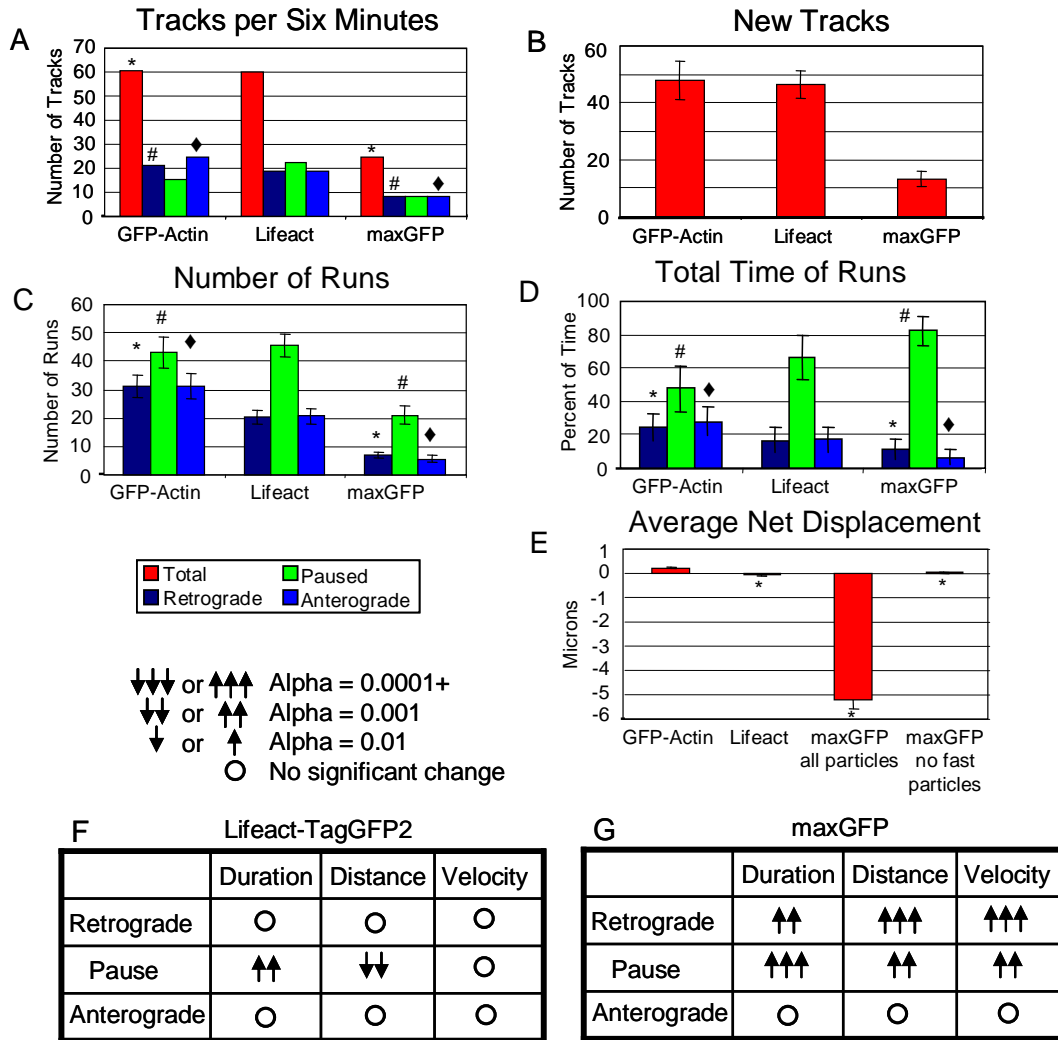 A
Tracks per Six Minutes
Number of Tracks
70
60
50
40
30
20
10
0
*
#
♦
*
#
♦
GFP-Actin Lifeact maxGFP
B
New Tracks
Number of Tracks
60
40
20
0
GFP-Actin Lifeact maxGFP
C
Number of Runs
Number of Runs
60
50
40
30
20
10
0
*
#
♦
*
#
♦
GFP-Actin Lifeact maxGFP
D
Total Time of Runs
Percent of Time
100
80
60
40
20
0
*
#
♦
*
#
♦
GFP-Actin Lifeact maxGFP
Total Paused
Retrograde Anterograde
E
Average Net Displacement
Microns
1
0
-1
-2
-3
-4
-5
-6
*
*
*
GFP-Actin Lifeact maxGFP all particles maxGFP no fast particles
↓↓↓ or ↑↑↑ Alpha = 0.0001+
↓↓ or ↑↑ Alpha = 0.001
↓ or ↑ Alpha = 0.01
O No significant change
F
Lifeact-TagGFP2
Duration Distance Velocity
Retrograde O O O
Pause ↑↑ ↓↓ O
Anterograde O O O
G
maxGFP
Duration Distance Velocity
Retrograde ↑↑ ↑↑↑ ↑↑↑
Pause ↑↑↑ ↑↑ ↑↑
Anterograde O O O